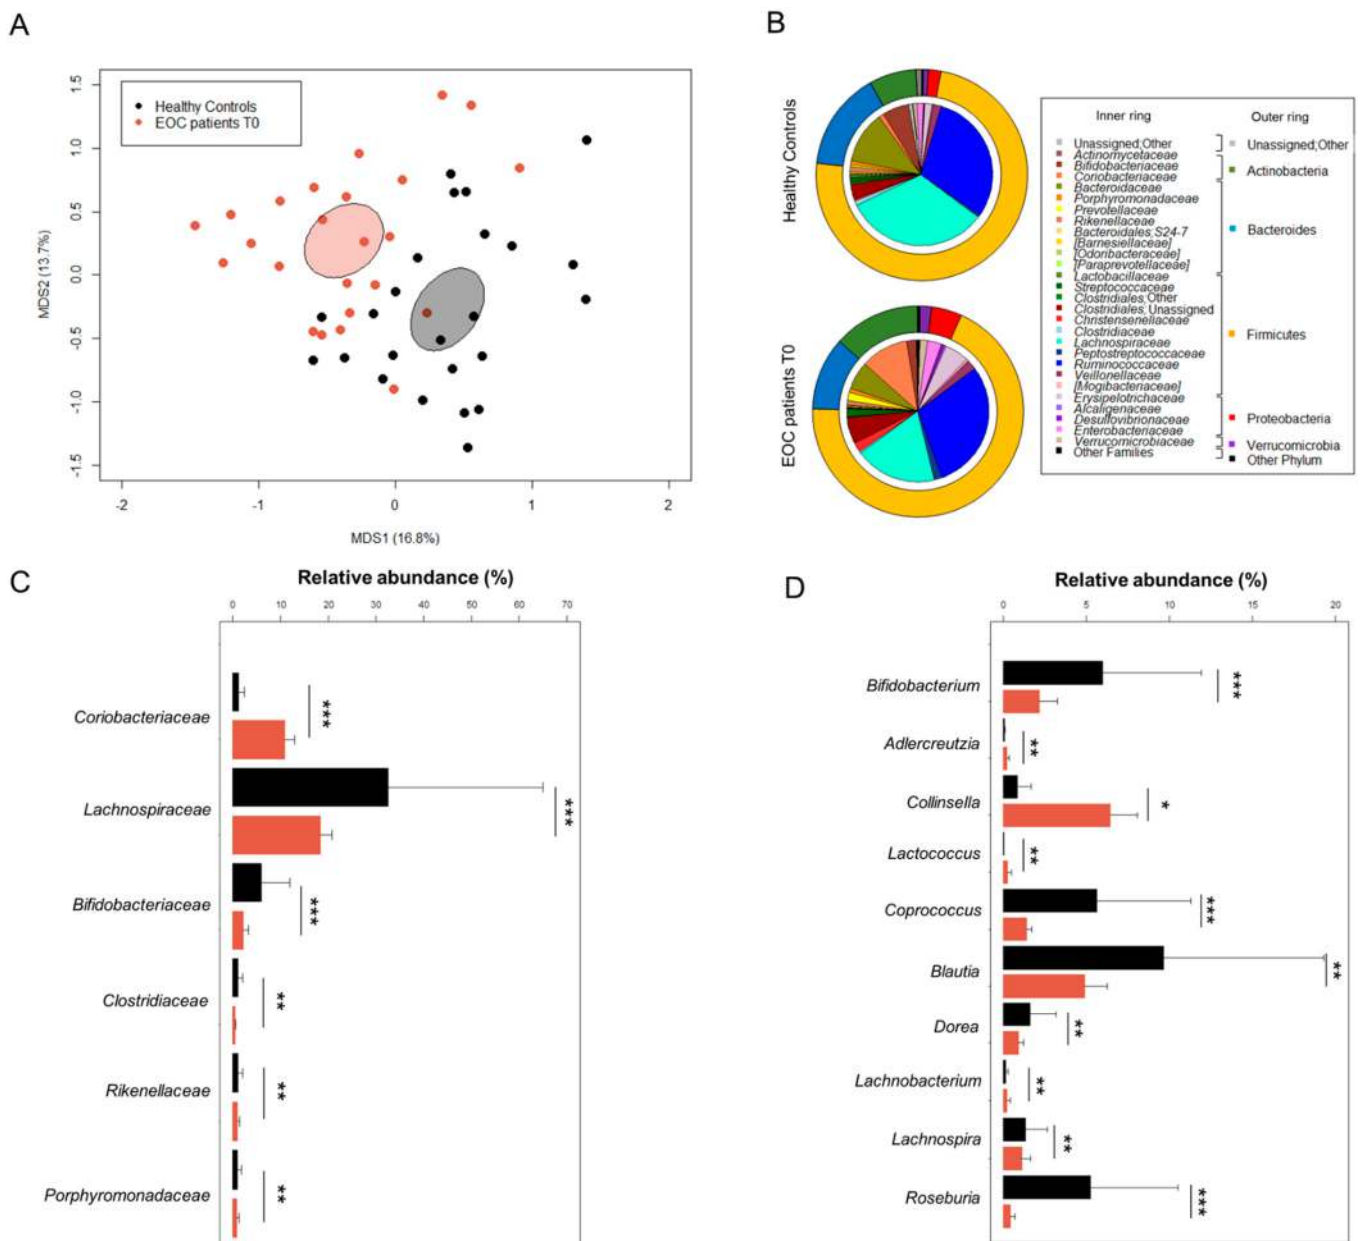 A
Healthy Controls
EOC patients T0
1.5
1.0
0.5
0.0
-0.5
-1.0
-1.5
MDS2 (13.7%)
-2
-1
0
1
2
MDS1 (16.8%)
B
Healthy Controls
EOC patients T0
Inner ring
Unassigned;Other
Actinomycetaceae
Bifidobacteriaceae
Coriobacteriaceae
Bacteroidaceae
Porphyromonadaceae
Prevotellaceae
Rikenellaceae
Bacteroidales;S24-7
[Barnesiellaceae]
[Odoribacteraceae]
[Paraprevotellaceae]
Lactobacillaceae
Streptococcaceae
Clostridiales;Other
Clostridiales;Unassigned
Christensenellaceae
Clostridiaceae
Lachnospiraceae
Peptostreptococcaceae
Ruminococcaceae
Veillonellaceae
[Mogibacteriaceae]
Erysipelotrichaceae
Alcaligenaceae
Desulfovibrionaceae
Enterobacteriaceae
Verrucomicrobiaceae
Other Families
Outer ring
Unassigned;Other
Actinobacteria
Bacteroides
Firmicutes
Proteobacteria
Verrucomicrobia
Other Phylum
C
Relative abundance (%)
0 10 20 30 40 50 60 70
Coriobacteriaceae
***
Lachnospiraceae
***
Bifidobacteriaceae
***
Clostridiaceae
**
Rikenellaceae
**
Porphyromonadaceae
**
D
Relative abundance (%)
0 5 10 15 20
Bifidobacterium
***
Adlercreutzia
**
Collinsella
*
Lactococcus
**
Coprococcus
***
Blautia
**
Dorea
**
Lachnobacterium
**
Lachnospira
**
Roseburia
***